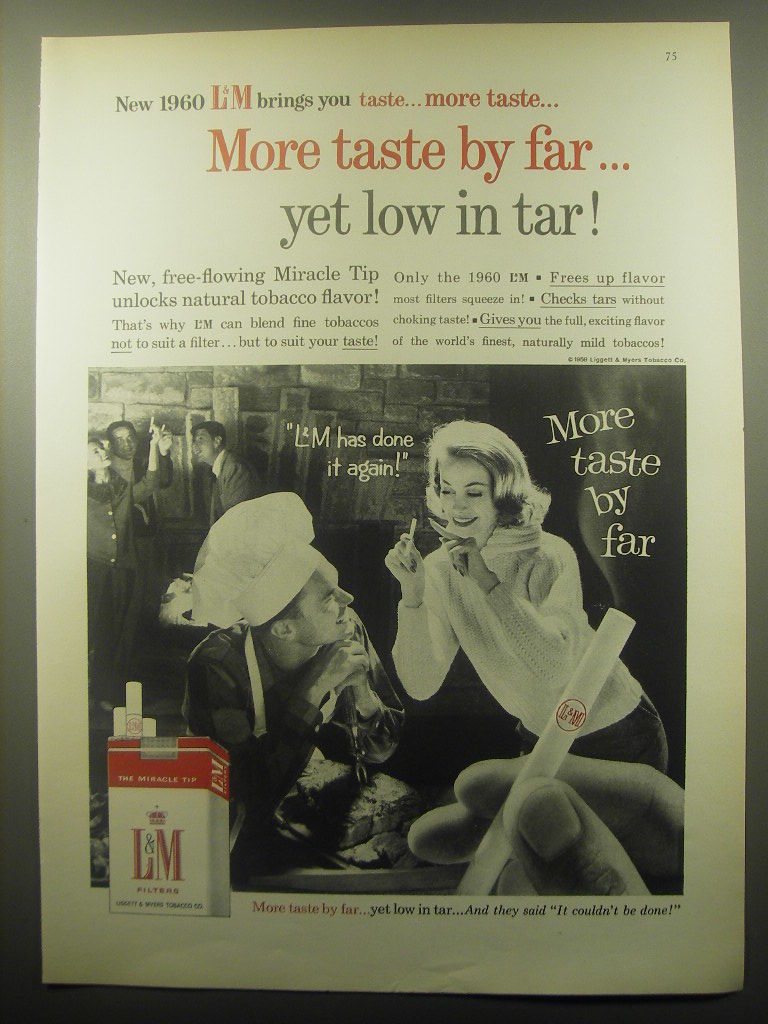 75
New 1960 L&M brings you taste... more taste...
More taste by far...
yet low in tar!
New, free-flowing Miracle Tip
unlocks natural tobacco flavor!
That's why L&M can blend fine tobaccos
not to suit a filter... but to suit your taste!
Only the 1960 L&M ▪ Frees up flavor
most filters squeeze in! ▪ Checks tars without
choking taste! ▪ Gives you the full, exciting flavor
of the world's finest, naturally mild tobaccos!
© 1959 Liggett & Myers Tobacco Co.
"L&M has done
it again!"
More
taste
by
far
L&M
THE MIRACLE TIP
L&M
L&M
FILTERS
LIGGETT & MYERS TOBACCO CO.
More taste by far...yet low in tar...And they said "It couldn't be done!"